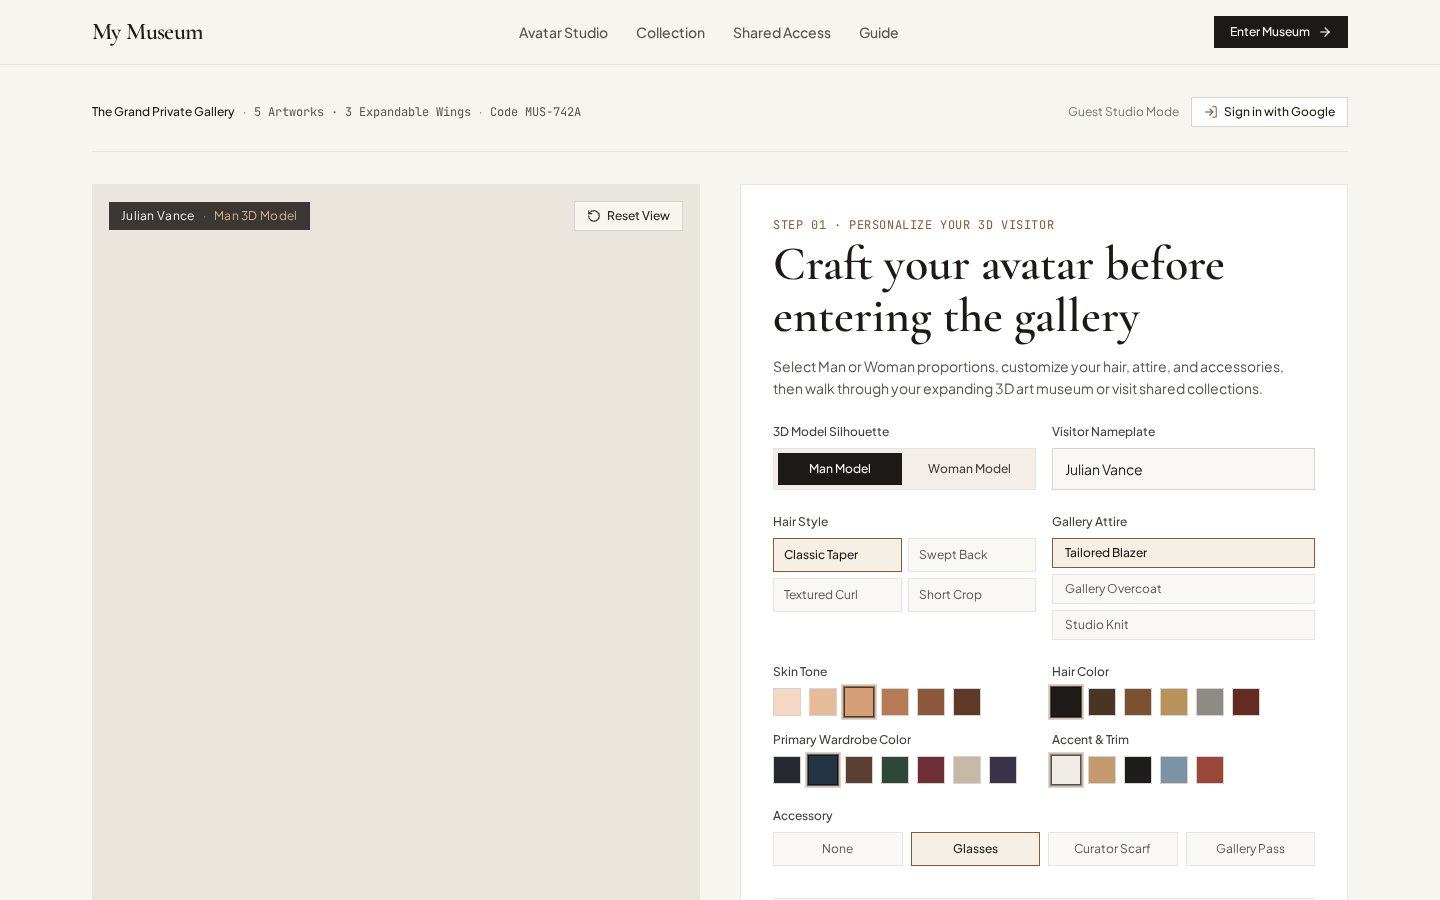 My Museum
Avatar Studio
Collection
Shared Access
Guide
Enter Museum
The Grand Private Gallery · 5 Artworks · 3 Expandable Wings · Code MUS-742A
Guest Studio Mode
Sign in with Google
Julian Vance · Man 3D Model
Reset View
STEP 01 · PERSONALIZE YOUR 3D VISITOR
Craft your avatar before
entering the gallery
Select Man or Woman proportions, customize your hair, attire, and accessories,
then walk through your expanding 3D art museum or visit shared collections.
3D Model Silhouette
Man Model
Woman Model
Visitor Nameplate
Julian Vance
Hair Style
Classic Taper
Swept Back
Textured Curl
Short Crop
Gallery Attire
Tailored Blazer
Gallery Overcoat
Studio Knit
Skin Tone
Hair Color
Primary Wardrobe Color
Accent & Trim
Accessory
None
Glasses
Curator Scarf
Gallery Pass